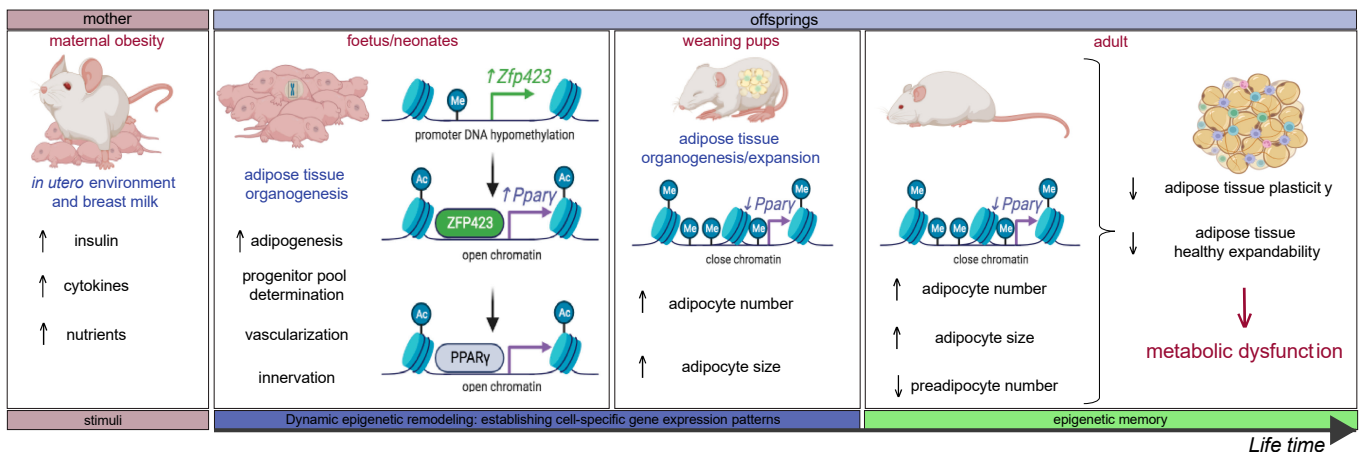 mother
offsprings
maternal obesity
in utero environment
and breast milk
↑ insulin
↑ cytokines
↑ nutrients
stimuli
foetus/neonates
adipose tissue
organogenesis
↑ adipogenesis
progenitor pool
determination
vascularization
innervation
↑ Zfp423
Me
promoter DNA hypomethylation
Ac
Ac
↑ Pparγ
ZFP423
open chromatin
Ac
Ac
PPARγ
open chromatin
weaning pups
adipose tissue
organogenesis/expansion
Me
Me
↓ Pparγ
Me
Me
Me
close chromatin
↑ adipocyte number
↑ adipocyte size
Dynamic epigenetic remodeling: establishing cell-specific gene expression patterns
adult
Me
Me
↓ Pparγ
Me
Me
Me
close chromatin
↑ adipocyte number
↑ adipocyte size
↓ preadipocyte number
↓ adipose tissue plasticity
↓ adipose tissue
healthy expandability
metabolic dysfunction
epigenetic memory
Life time